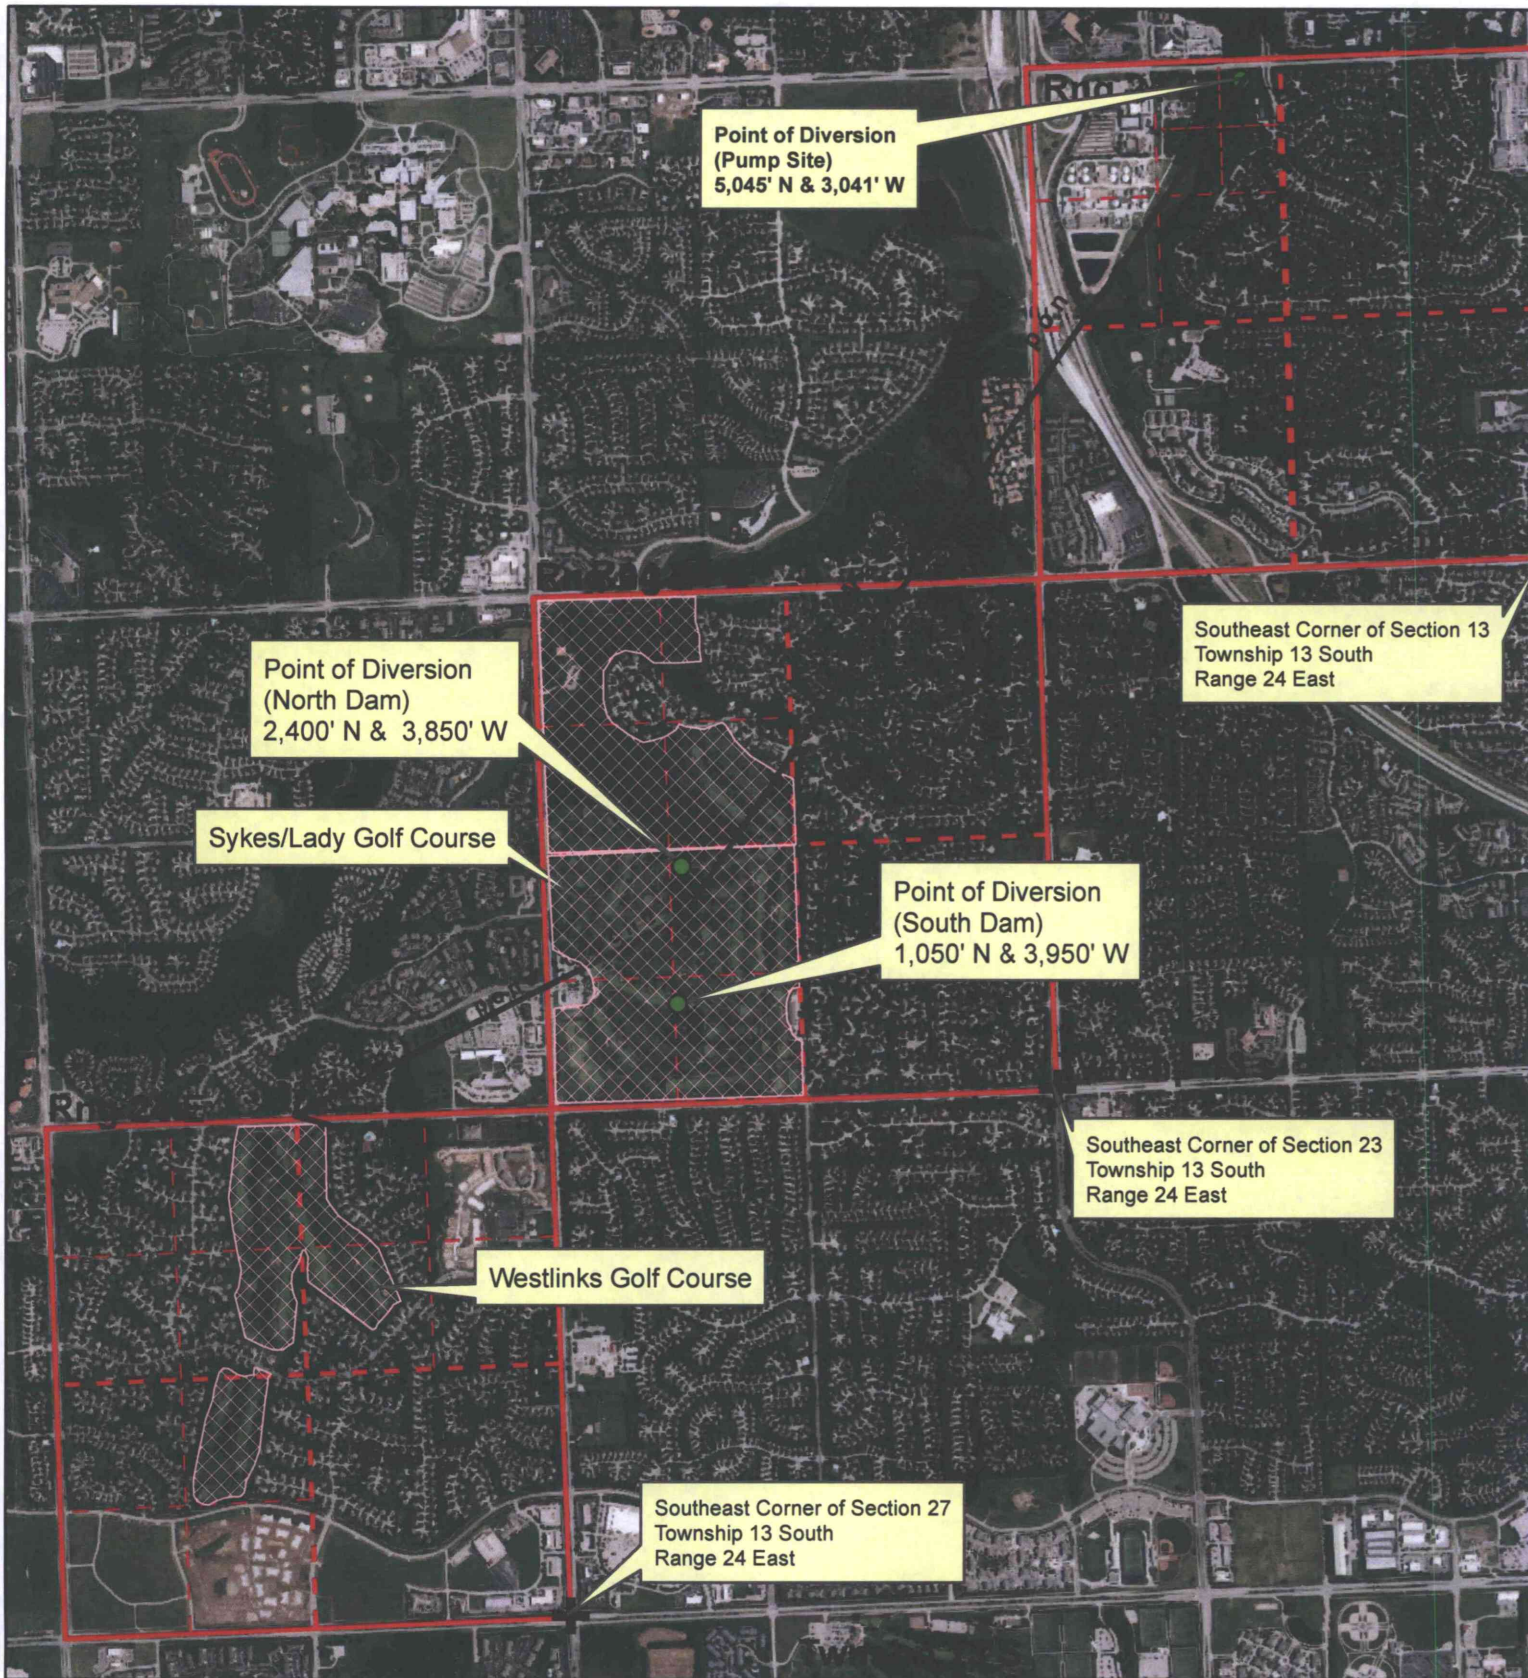 Rng
Point of Diversion
(Pump Site)
5,045' N & 3,041' W
Southeast Corner of Section 13
Township 13 South
Range 24 East
Point of Diversion
(North Dam)
2,400' N & 3,850' W
Sykes/Lady Golf Course
Point of Diversion
(South Dam)
1,050' N & 3,950' W
Southeast Corner of Section 23
Township 13 South
Range 24 East
Westlinks Golf Course
Southeast Corner of Section 27
Township 13 South
Range 24 East